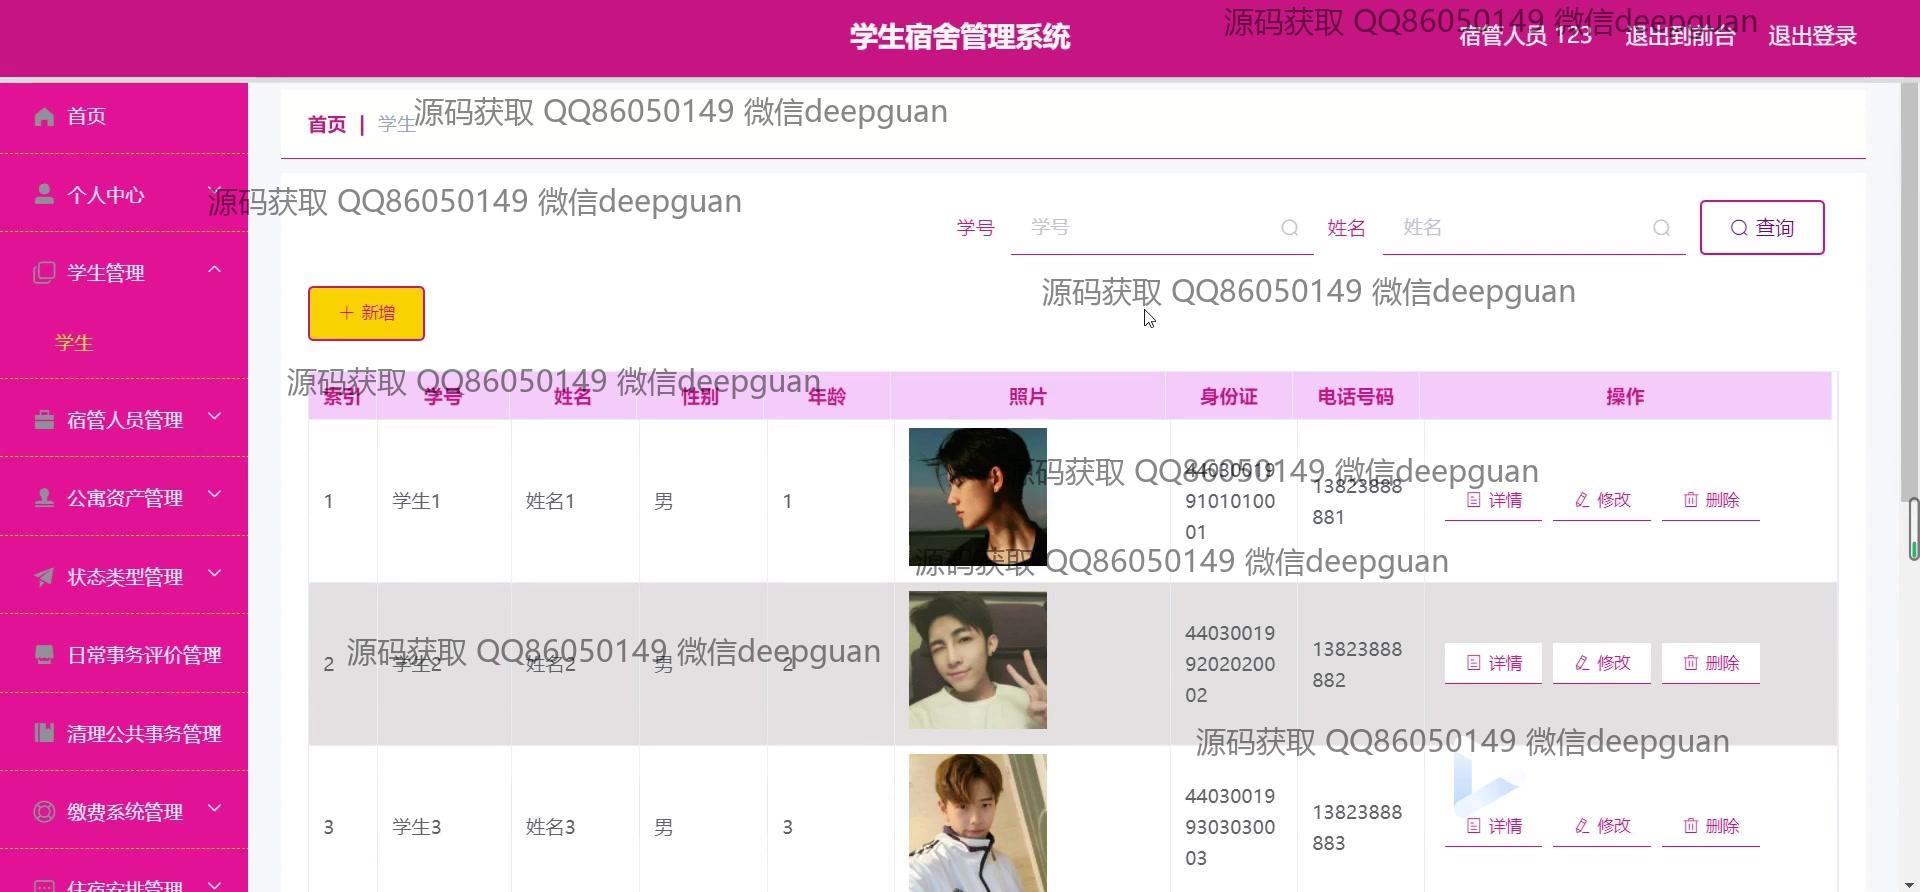 学生宿舍管理系统
源码获取 QQ86050149 微信deepguan
宿管人员 123 退出到前台 退出登录
首页
个人中心
学生管理
学生
宿管人员管理
公寓资产管理
状态类型管理
日常事务评价管理
清理公共事务管理
缴费系统管理
住宿安排管理
首页 | 学生
源码获取 QQ86050149 微信deepguan
源码获取 QQ86050149 微信deepguan
学号 学号 姓名 姓名 查询
源码获取 QQ86050149 微信deepguan
新增
源码获取 QQ86050149 微信deepguan
索引 学号 姓名 性别 年龄 照片 身份证 电话号码 操作
源码获取 QQ86050149 微信deepguan
1 学生1 姓名1 男 1
44030019
91010100
01
13823888
881
详情 修改 删除
源码获取 QQ86050149 微信deepguan
源码获取 QQ86050149 微信deepguan
2 学生2 姓名2 男 2
44030019
92020200
02
13823888
882
详情 修改 删除
源码获取 QQ86050149 微信deepguan
3 学生3 姓名3 男 3
44030019
93030300
03
13823888
883
详情 修改 删除